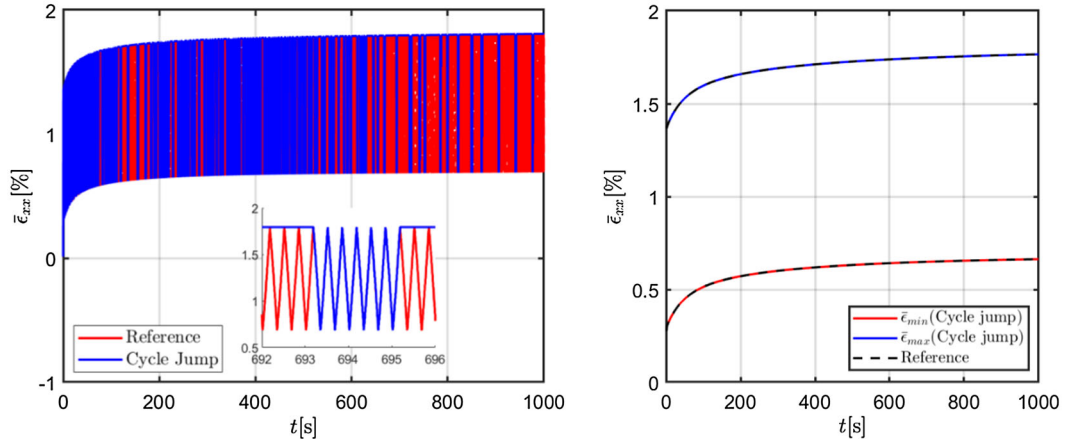 2
1
0
-1
ε̄xx[%]
0 200 400 600 800 1000
t[s]
Reference
Cycle Jump
2
1.5
1
0.5
692 693 694 695 696
2
1.5
1
0.5
0
ε̄xx[%]
0 200 400 600 800 1000
t[s]
ε̄min(Cycle jump)
ε̄max(Cycle jump)
Reference